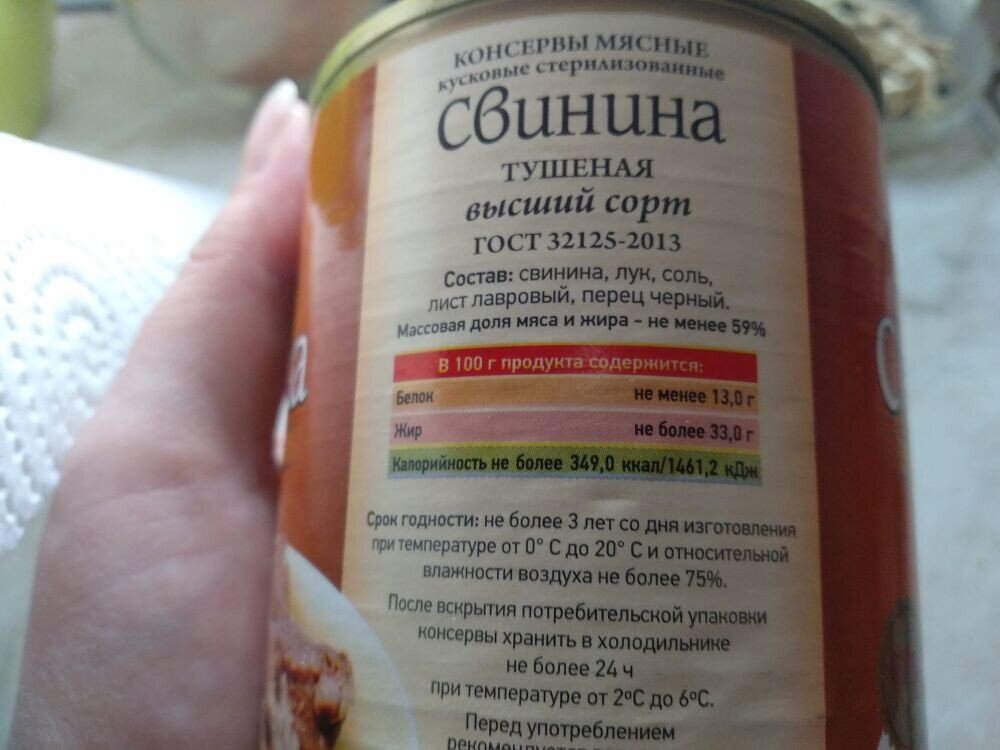 КОНСЕРВЫ МЯСНЫЕ
кусковые стерилизованные
Свинина
ТУШЕНАЯ
высший сорт
ГОСТ 32125-2013
Состав: свинина, лук, соль,
лист лавровый, перец черный.
Массовая доля мяса и жира – не менее 59%
В 100 г продукта содержится:
Белок не менее 13,0 г
Жир не более 33,0 г
Калорийность не более 349,0 ккал/1461,2 кДж
Срок годности: не более 3 лет со дня изготовления
при температуре от 0° С до 20° С и относительной
влажности воздуха не более 75%.
После вскрытия потребительской упаковки
консервы хранить в холодильнике
не более 24 ч
при температуре от 2ºС до 6ºС.
Перед употреблением